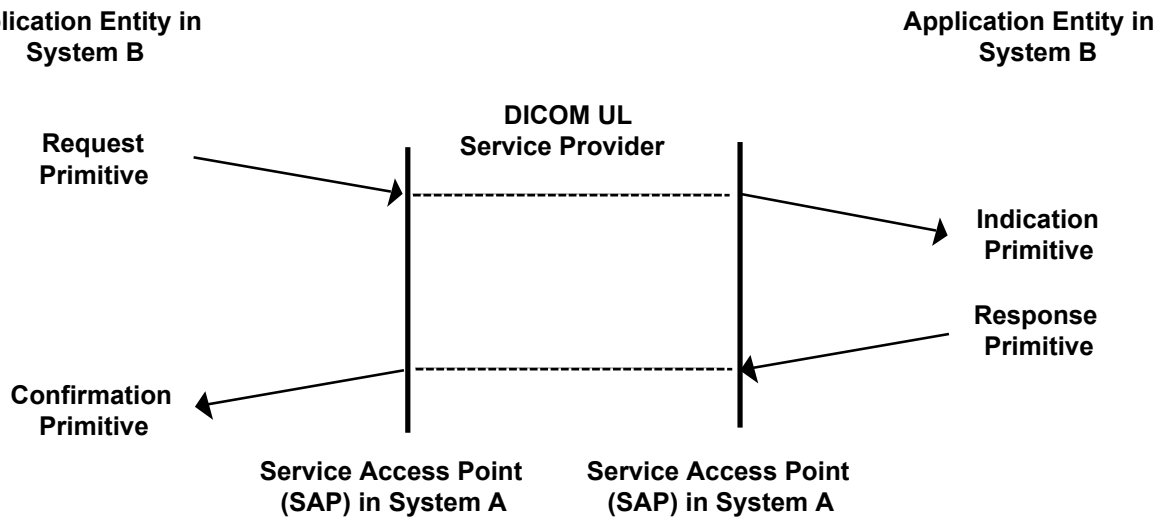 lication Entity in
System B
Application Entity in
System B
DICOM UL
Service Provider
Request
Primitive
Indication
Primitive
Response
Primitive
Confirmation
Primitive
Service Access Point
(SAP) in System A
Service Access Point
(SAP) in System A